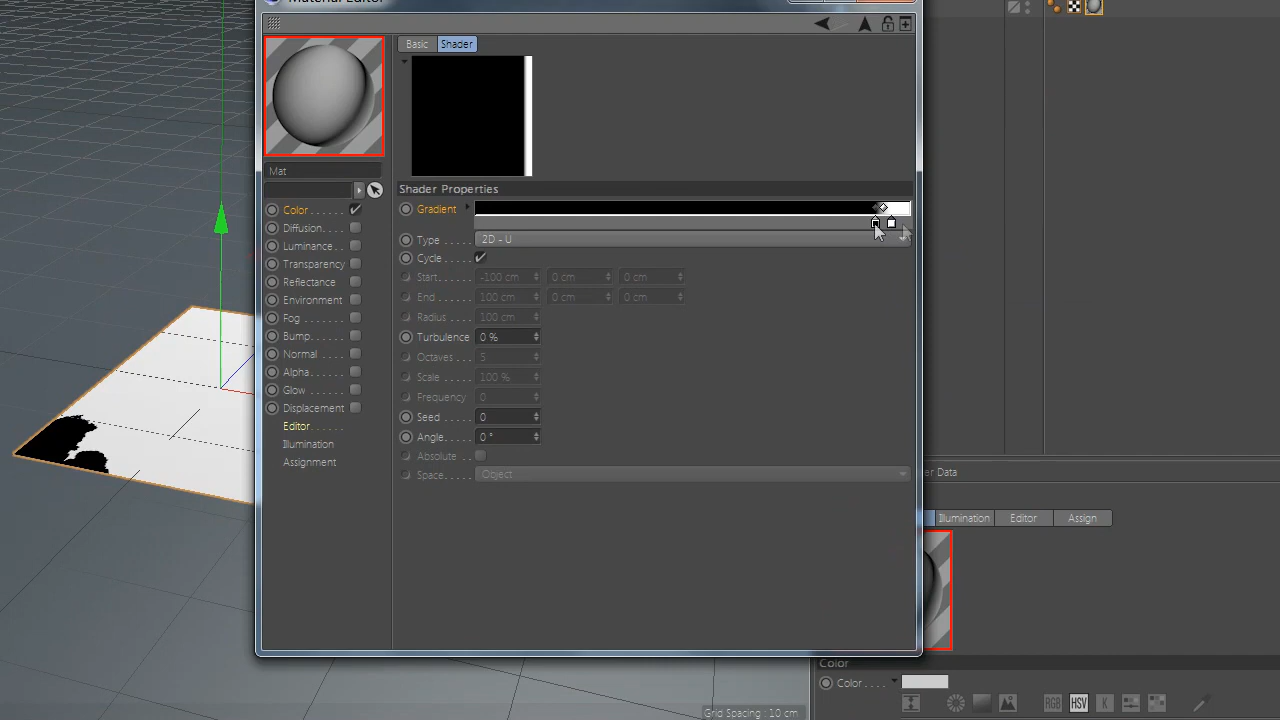 Material Editor
Basic Shader
Mat
Shader Properties
Color
Gradient
Diffusion
Type 2D - U
Luminance
Cycle
Transparency
Start -100 cm 0 cm 0 cm
Reflectance
End 100 cm 0 cm 0 cm
Environment
Radius 100 cm
Fog
Turbulence 0 %
Bump
Octaves 5
Normal
Scale 100 %
Alpha
Frequency 0
Glow
Seed 0
Displacement
Angle 0 °
Editor
Absolute
Illumination
Space Object
Assignment
er Data
Illumination Editor Assign
Color
Color
RGB HSV K
Grid Spacing : 10 cm